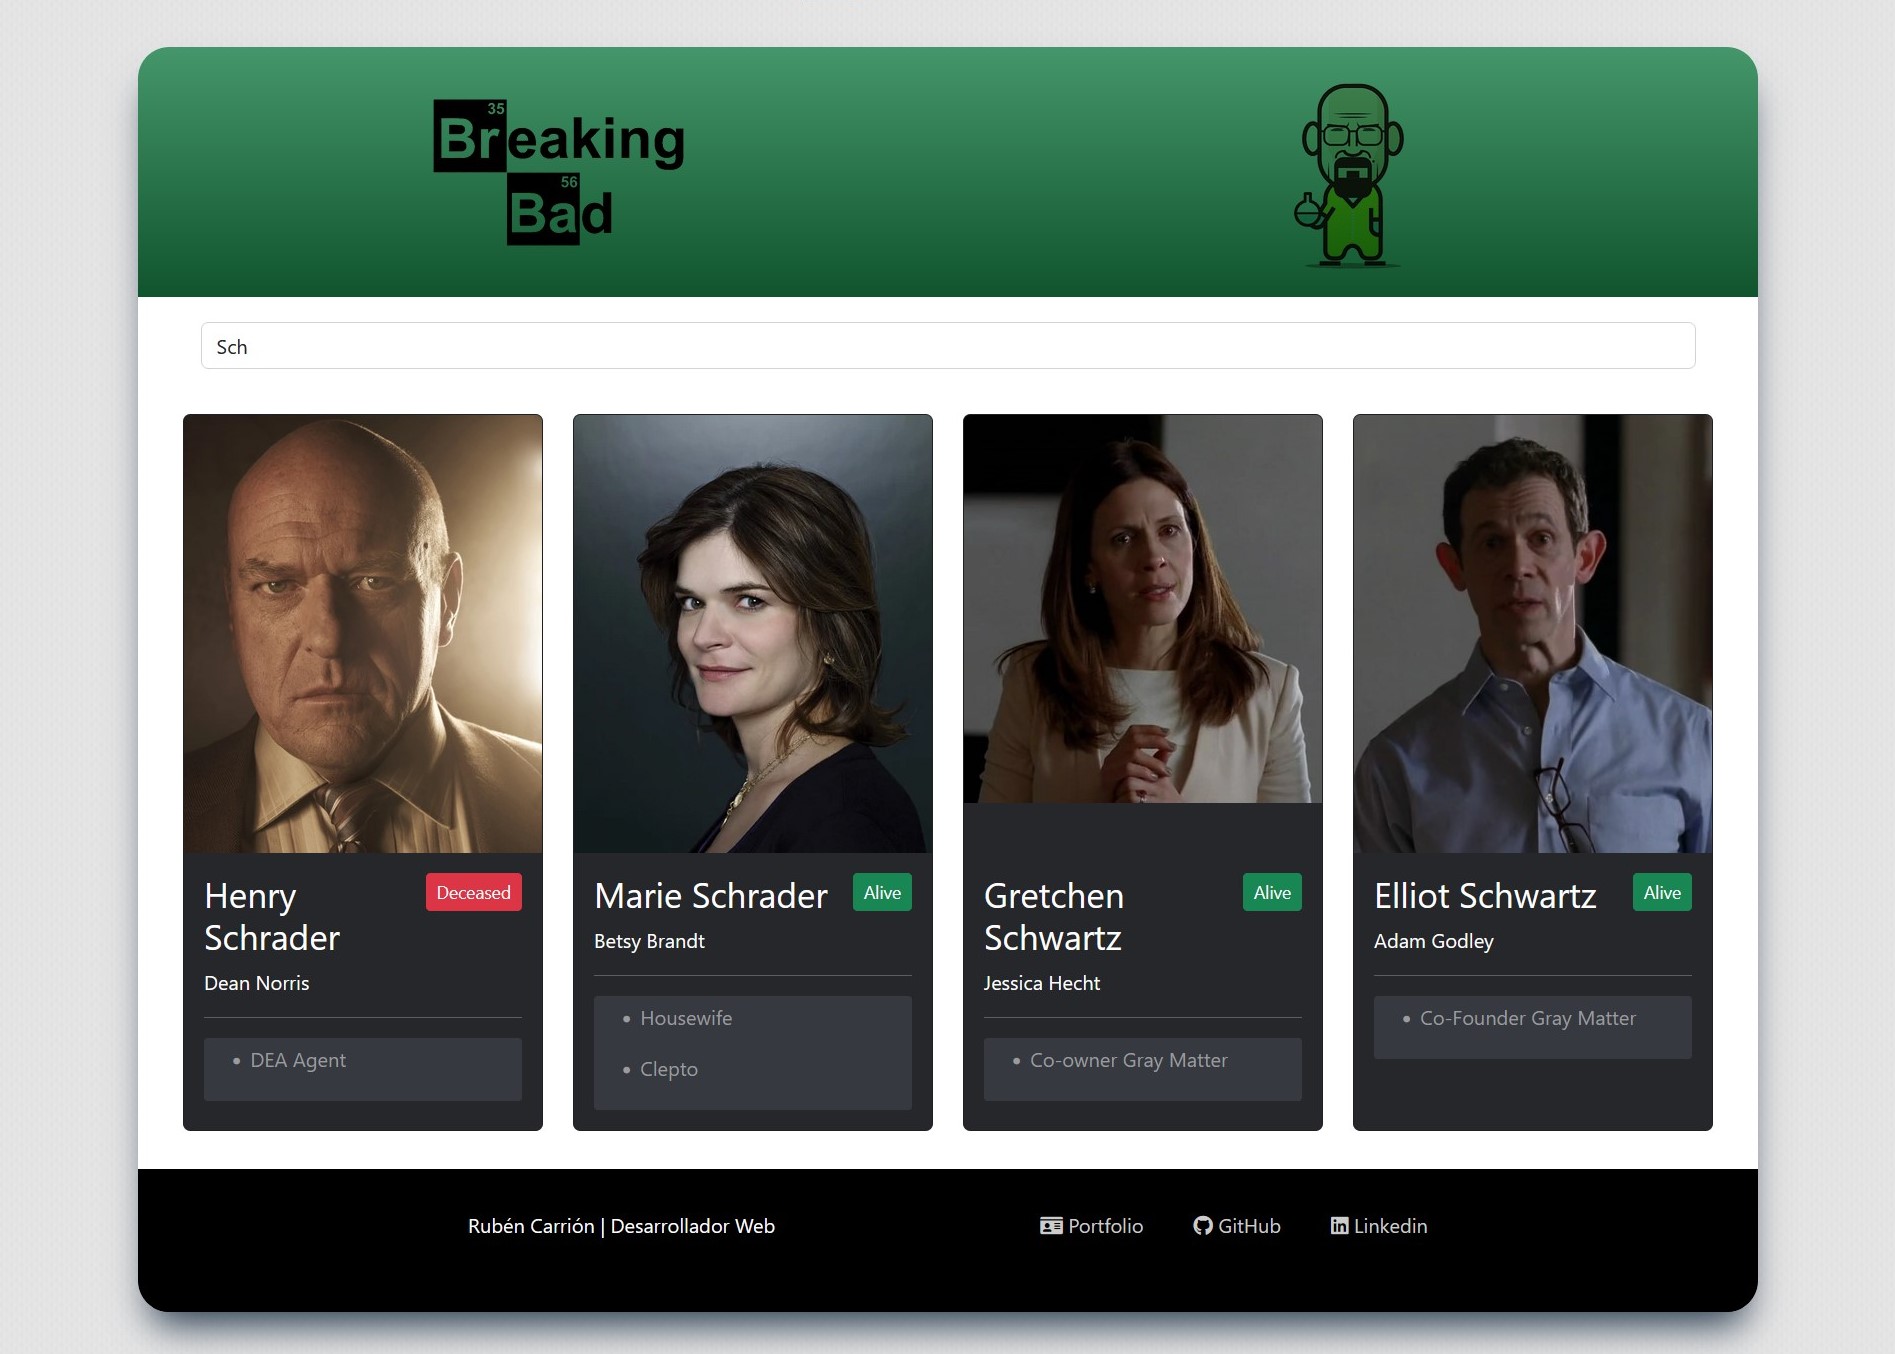 35
Breaking
56
Bad
Sch
Henry
Schrader
Deceased
Dean Norris
DEA Agent
Marie Schrader
Alive
Betsy Brandt
Housewife
Clepto
Gretchen
Schwartz
Alive
Jessica Hecht
Co-owner Gray Matter
Elliot Schwartz
Alive
Adam Godley
Co-Founder Gray Matter
Rubén Carrión | Desarrollador Web
Portfolio
GitHub
Linkedin